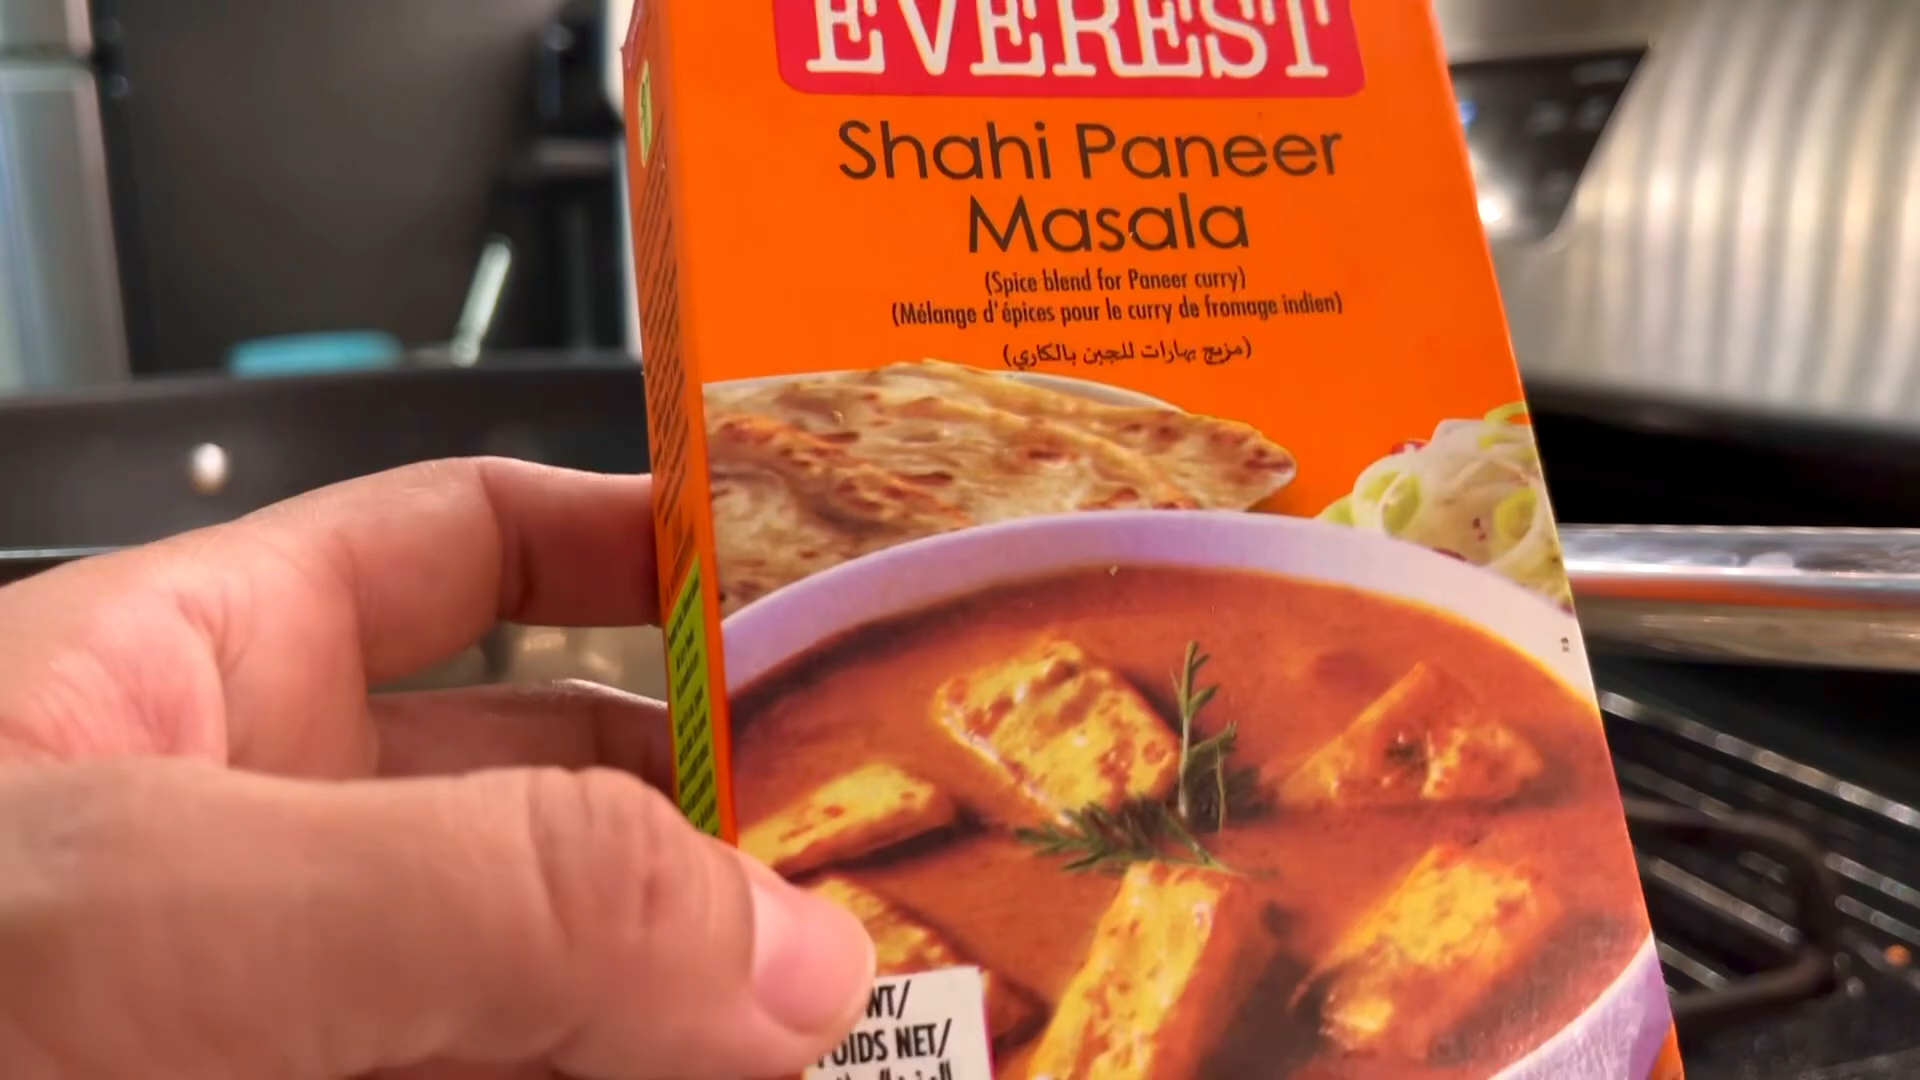 EVEREST
Shahi Paneer
Masala
(Spice blend for Paneer curry)
(Mélange d'épices pour le curry de fromage indien)
(مزيج بهارات للجبن بالكاري)
WT/
POIDS NET/